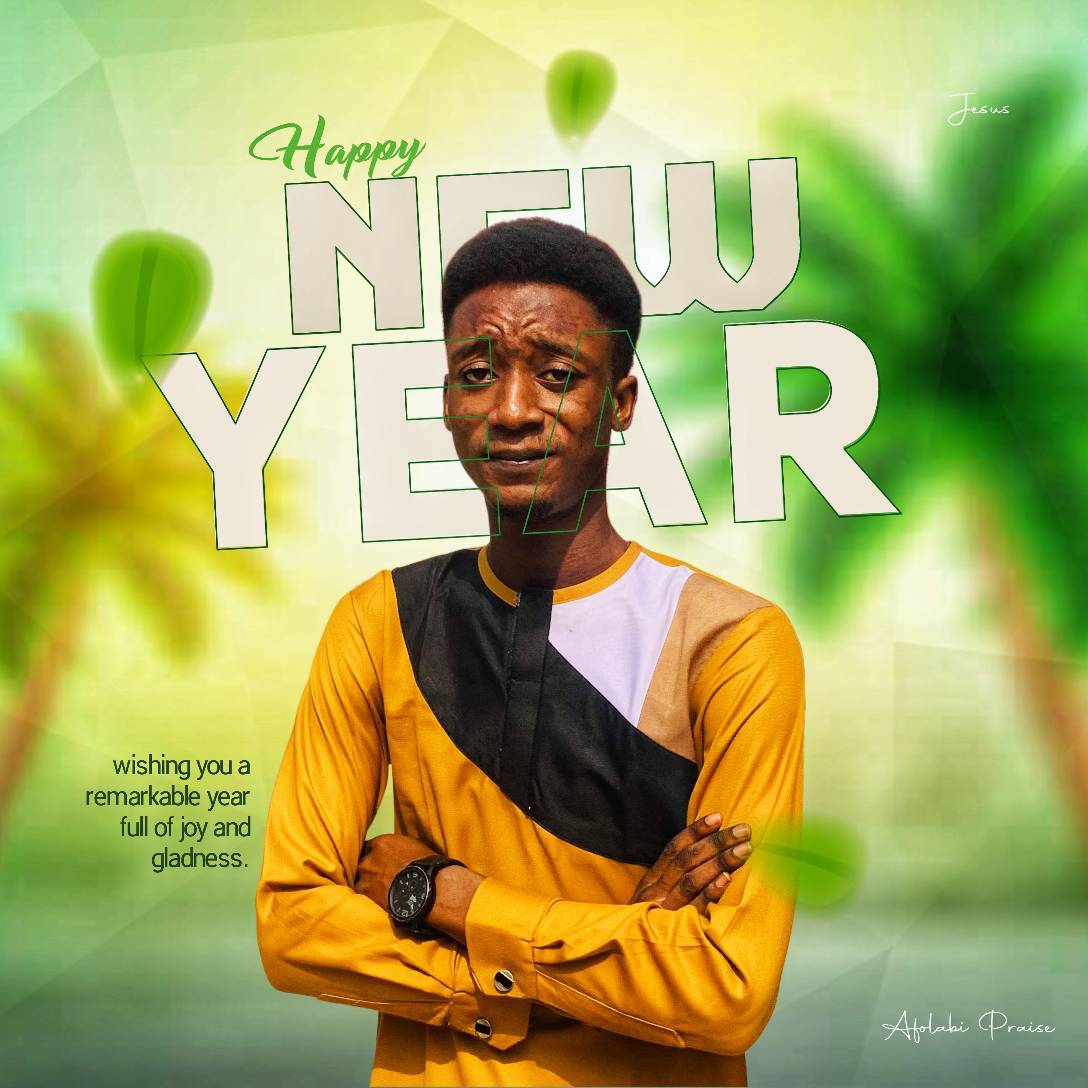 Jesus
Happy
NEW
YEAR
wishing you a
remarkable year
full of joy and
gladness.
Afolabi Praise